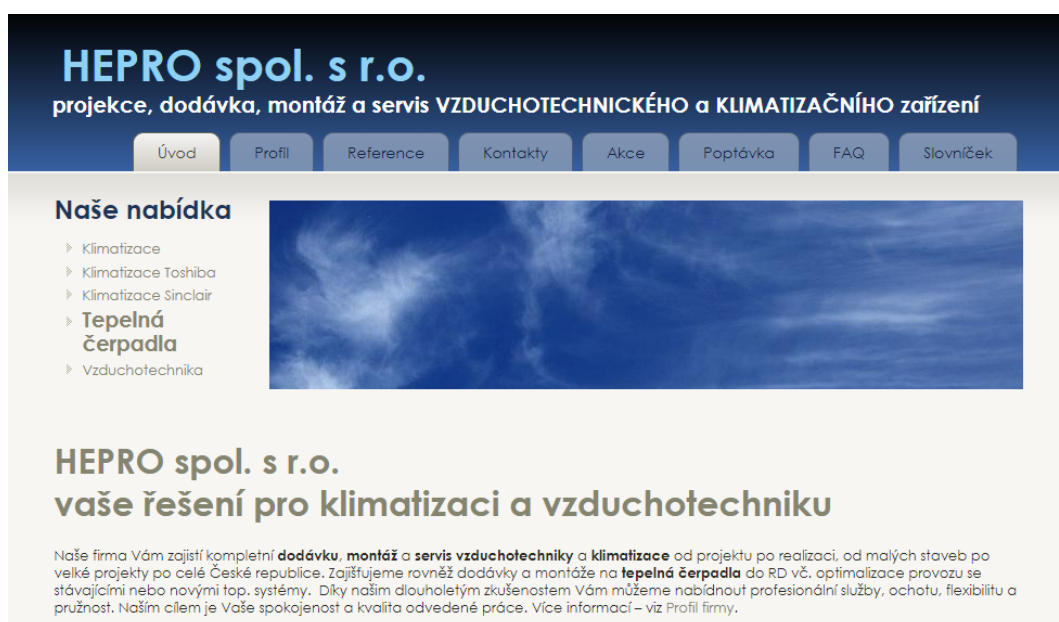 HEPRO spol. s r.o.
projekce, dodávka, montáž a servis VZDUCHOTECHNICKÉHO a KLIMATIZAČNÍHO zařízení
Úvod Profil Reference Kontakty Akce Poptávka FAQ Slovníček
Naše nabídka
Klimatizace
Klimatizace Toshiba
Klimatizace Sinclair
Tepelná
čerpadla
Vzduchotechnika
HEPRO spol. s r.o.
vaše řešení pro klimatizaci a vzduchotechniku
Naše firma Vám zajistí kompletní dodávku, montáž a servis vzduchotechniky a klimatizace od projektu po realizaci, od malých staveb po
velké projekty po celé České republice. Zajišťujeme rovněž dodávky a montáže na tepelná čerpadla do RD vč. optimalizace provozu se
stávajícími nebo novými top. systémy. Díky našim dlouholetým zkušenostem Vám můžeme nabídnout profesionální služby, ochotu, flexibilitu a
pružnost. Naším cílem je Vaše spokojenost a kvalita odvedené práce. Více informací – viz Profil firmy.